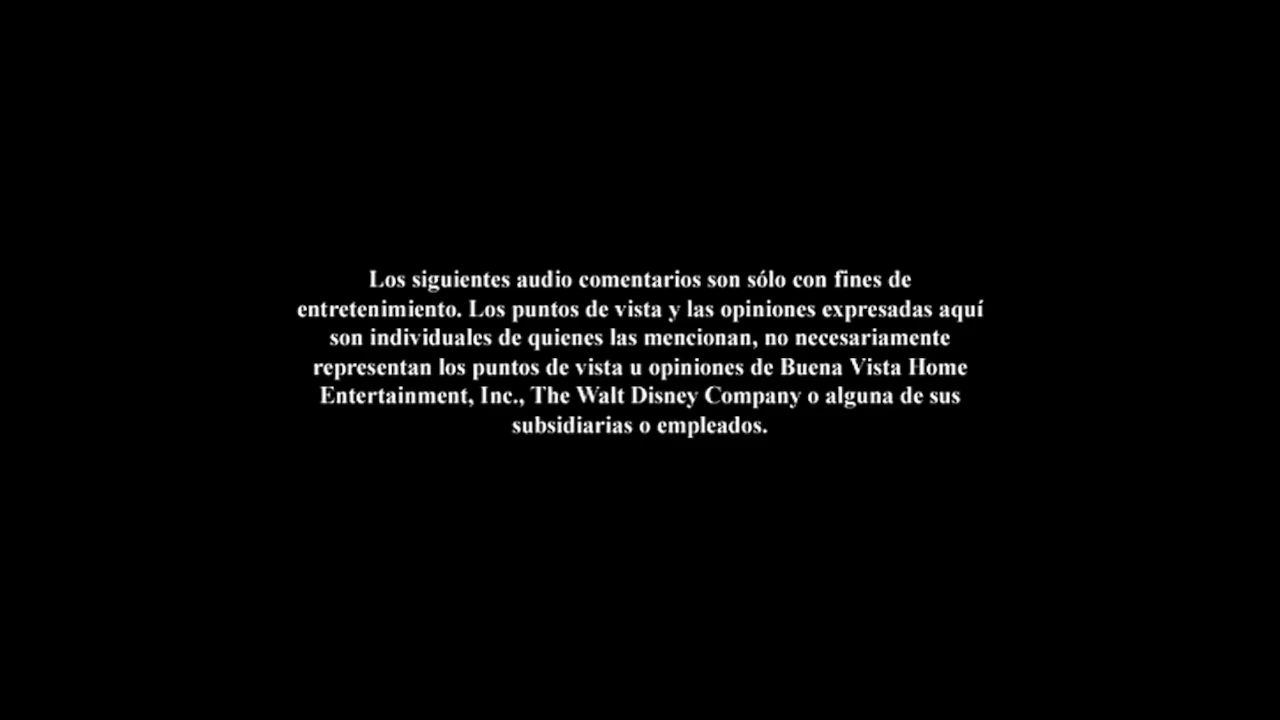 Los siguientes audio comentarios son sólo con fines de
entretenimiento. Los puntos de vista y las opiniones expresadas aquí
son individuales de quienes las mencionan, no necesariamente
representan los puntos de vista u opiniones de Buena Vista Home
Entertainment, Inc., The Walt Disney Company o alguna de sus
subsidiarias o empleados.